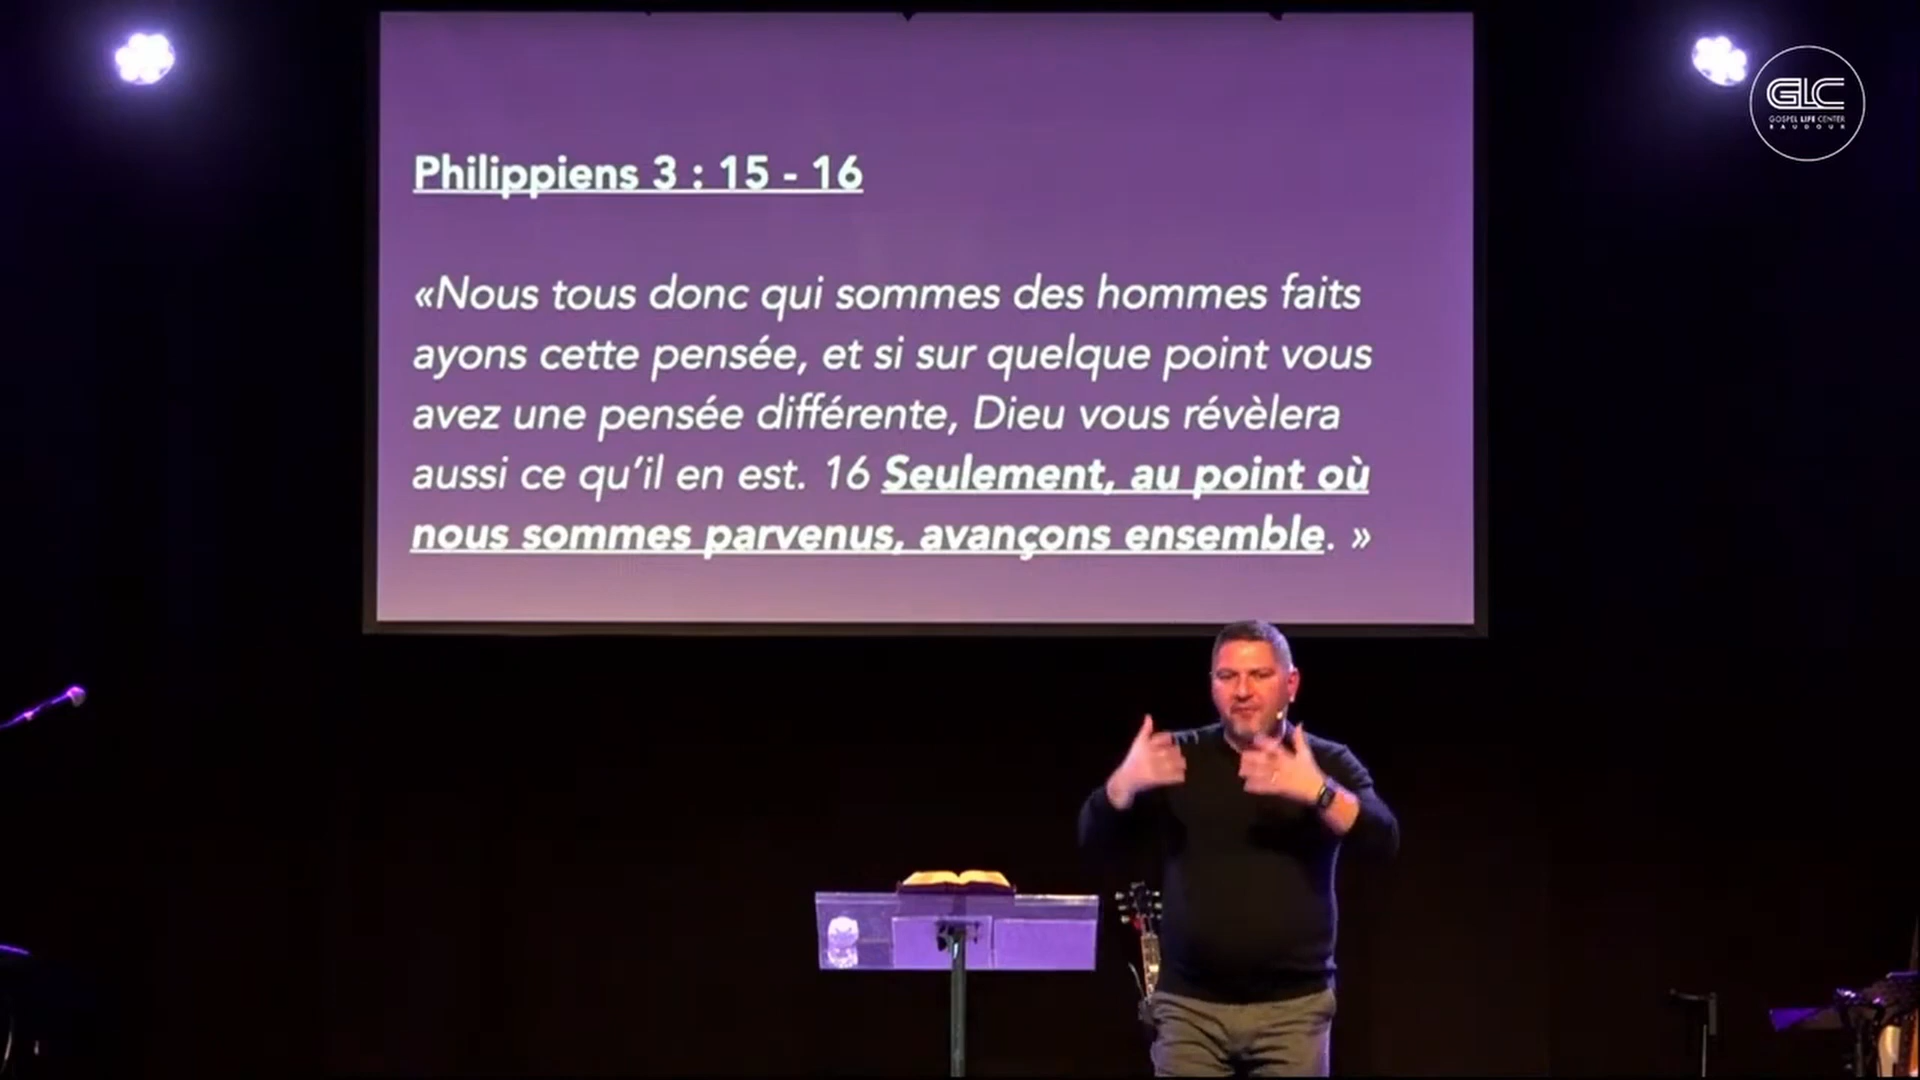 Philippiens 3 : 15 - 16
«Nous tous donc qui sommes des hommes faits
ayons cette pensée, et si sur quelque point vous
avez une pensée différente, Dieu vous révèlera
aussi ce qu’il en est. 16 Seulement, au point où
nous sommes parvenus, avançons ensemble. »
GLC
GOSPEL LIFE CENTER
BAUDOUR